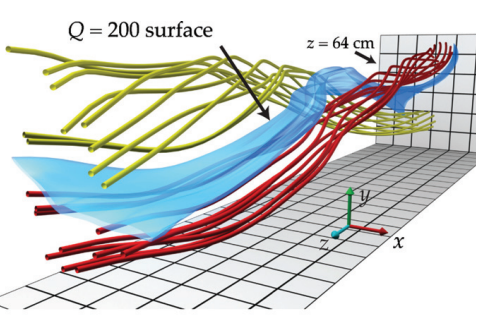 Q = 200 surface
z = 64 cm
y
z
x